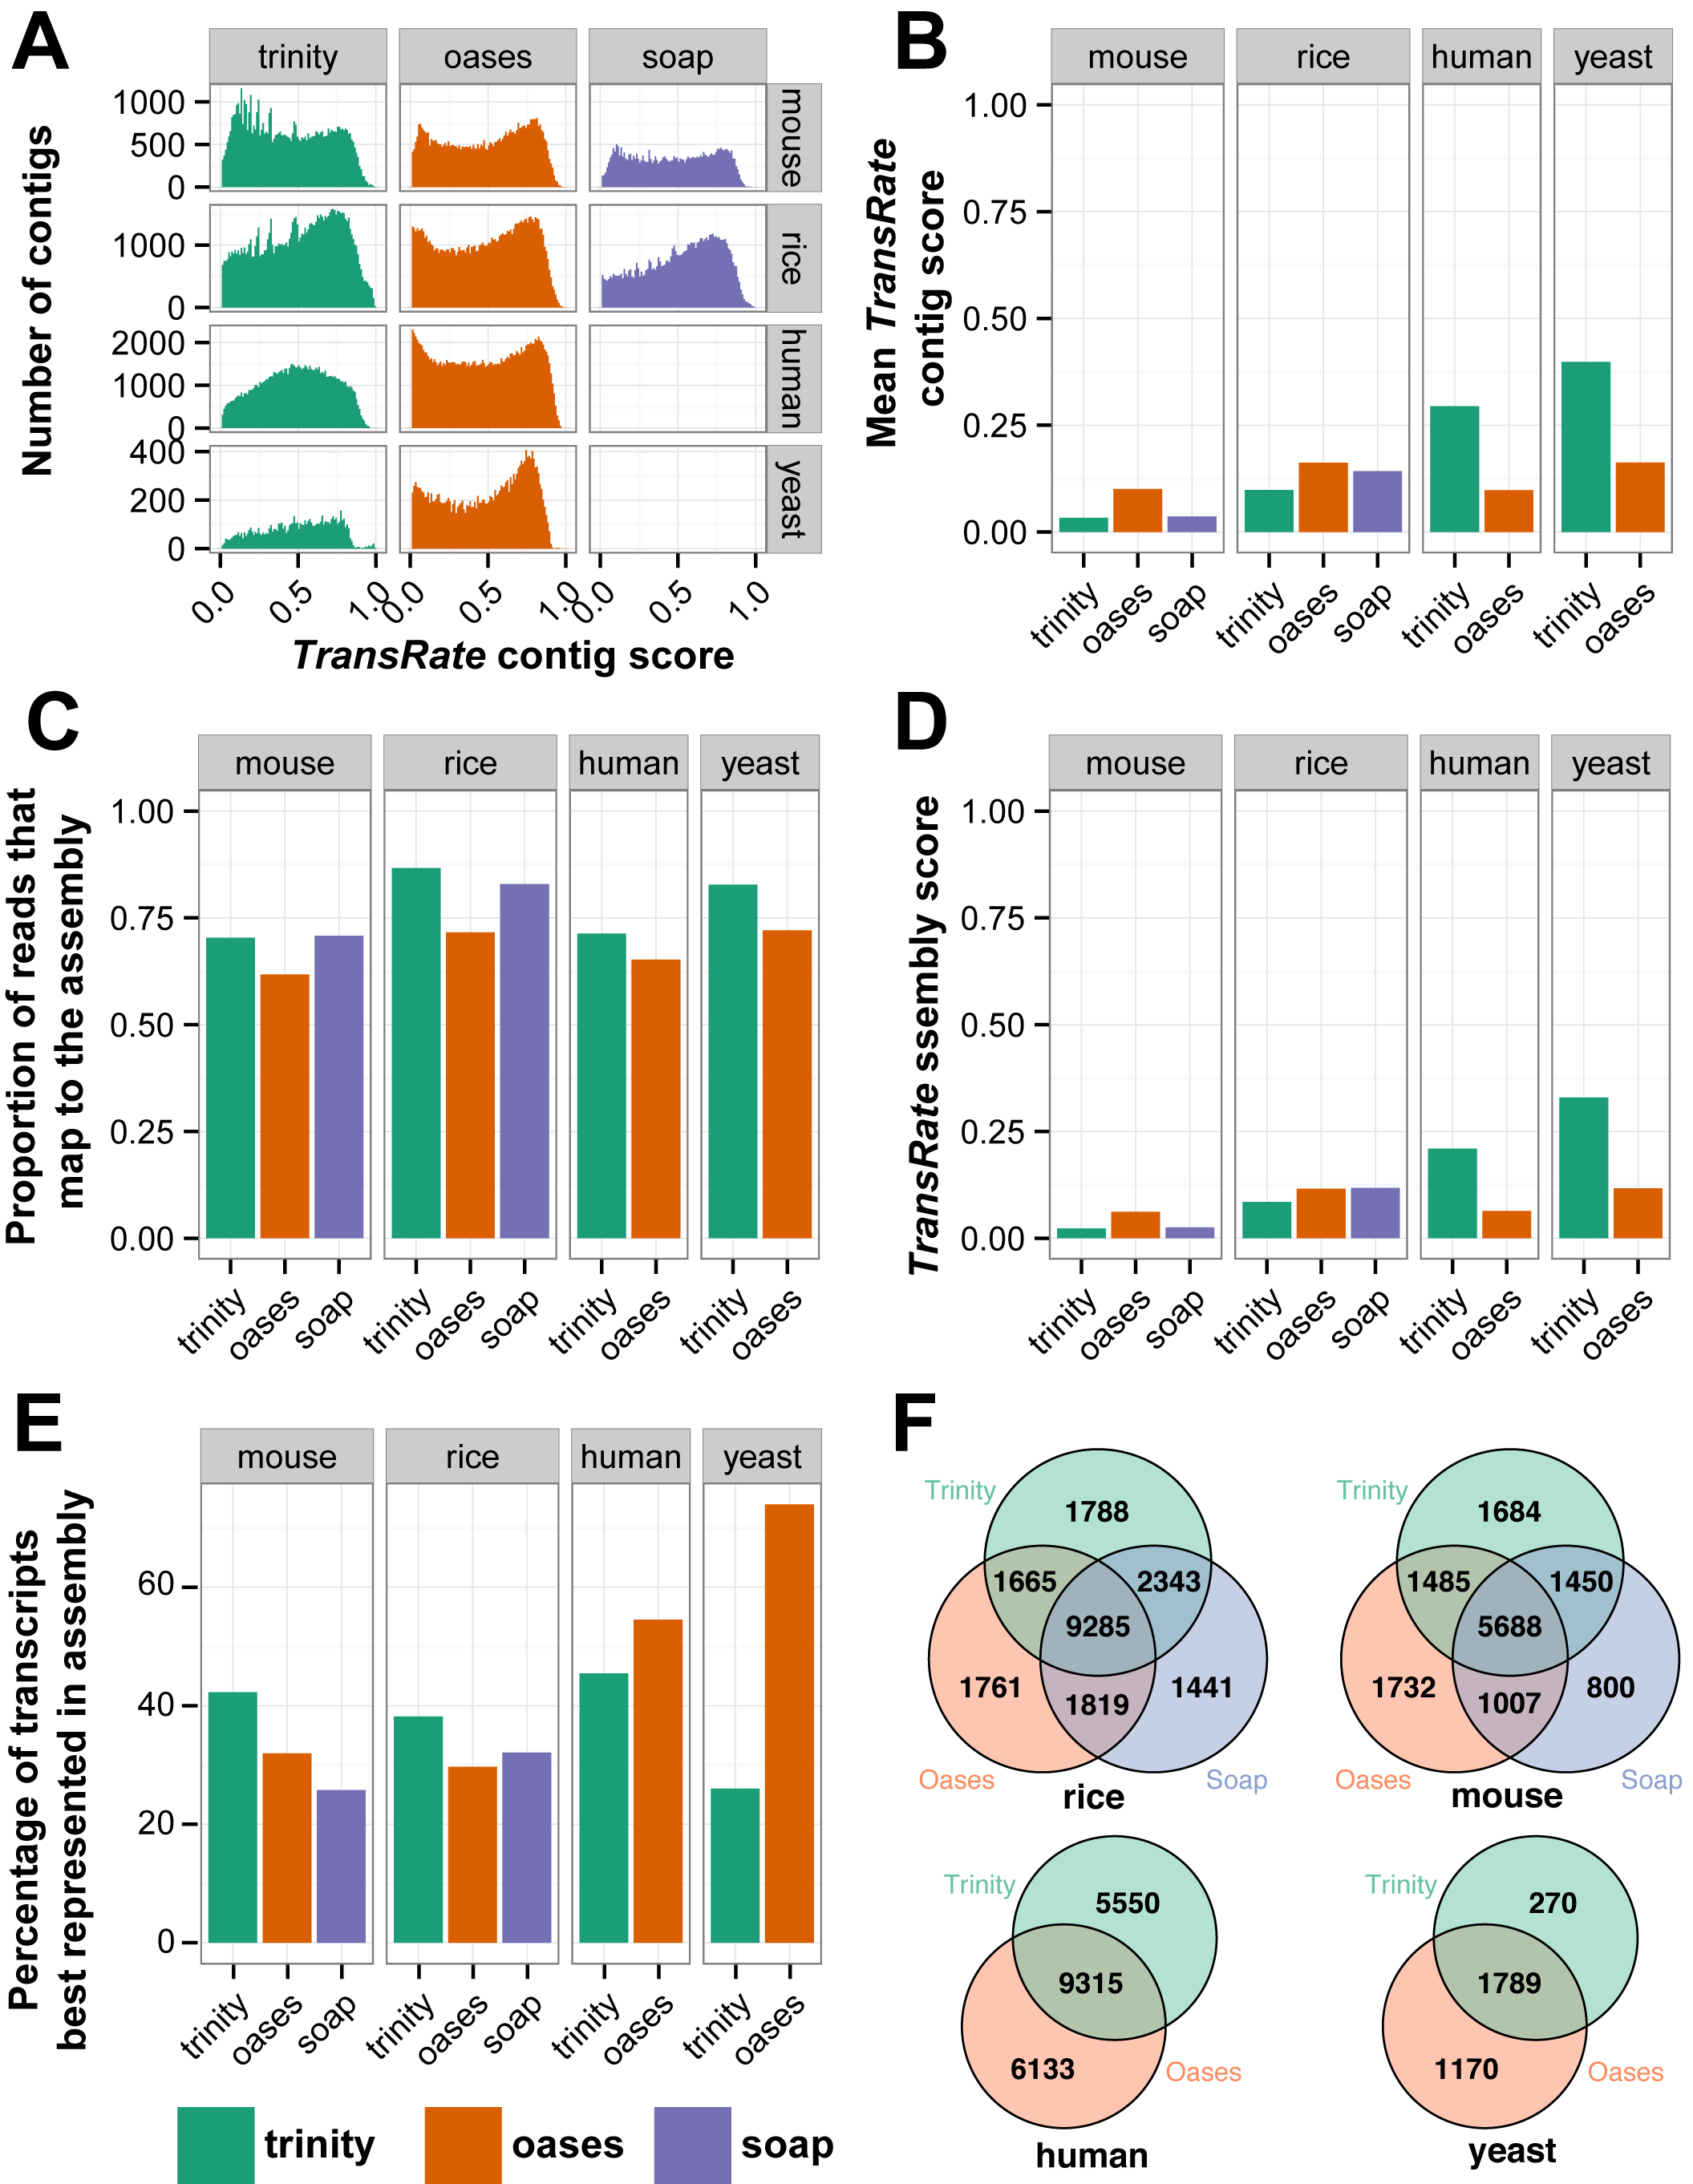 A
trinity oases soap
Number of contigs
1000
500
0
mouse
1000
0
rice
2000
1000
0
human
400
200
0
yeast
0.0 0.5 1.0 0.0 0.5 1.0 0.0 0.5 1.0
TransRate contig score
B
mouse rice human yeast
Mean TransRate
contig score
1.00
0.75
0.50
0.25
0.00
trinity oases soap trinity oases soap trinity oases trinity oases
C
mouse rice human yeast
Proportion of reads that
map to the assembly
1.00
0.75
0.50
0.25
0.00
trinity oases soap trinity oases soap trinity oases trinity oases
D
mouse rice human yeast
TransRate ssembly score
1.00
0.75
0.50
0.25
0.00
trinity oases soap trinity oases soap trinity oases trinity oases
E
mouse rice human yeast
Percentage of transcripts
best represented in assembly
60
40
20
0
trinity oases soap trinity oases soap trinity oases trinity oases
trinity oases soap
F
Trinity
1788
1665 2343
9285
1761 1441
1819
Oases Soap
rice
Trinity
1684
1485 1450
5688
1732 800
1007
Oases Soap
mouse
Trinity
5550
9315
6133
Oases
human
Trinity
270
1789
1170
Oases
yeast